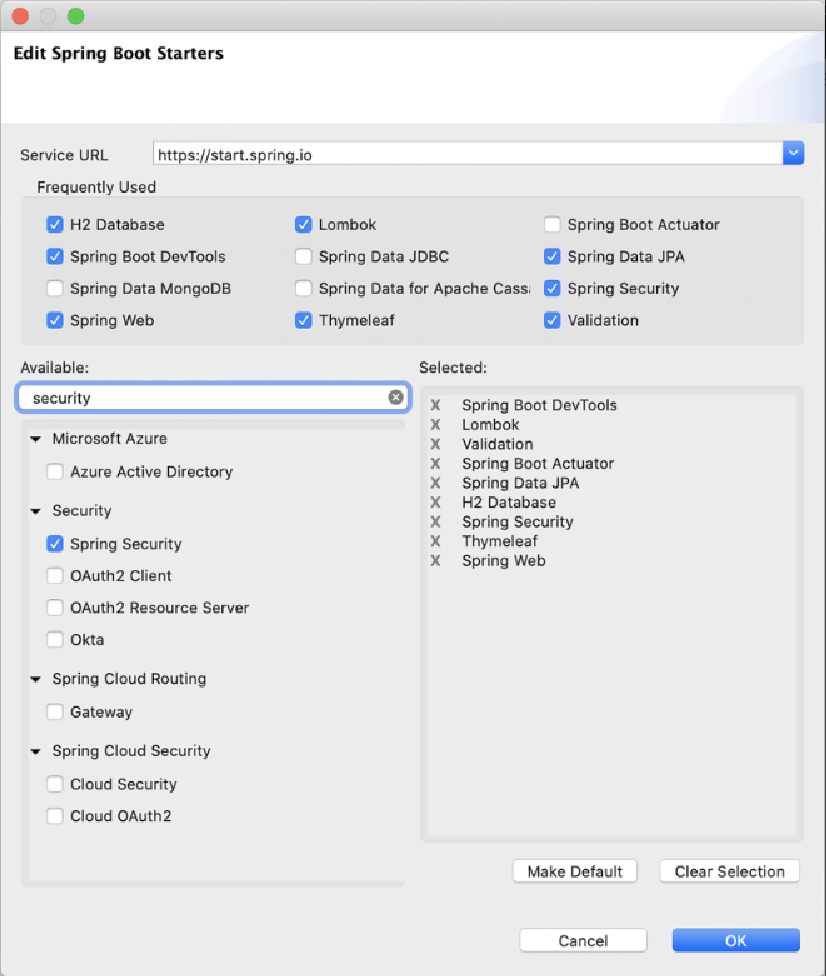 Edit Spring Boot Starters
Service URL https://start.spring.io
Frequently Used
H2 Database Lombok Spring Boot Actuator
Spring Boot DevTools Spring Data JDBC Spring Data JPA
Spring Data MongoDB Spring Data for Apache Cass Spring Security
Spring Web Thymeleaf Validation
Available:
security
Microsoft Azure
Azure Active Directory
Security
Spring Security
OAuth2 Client
OAuth2 Resource Server
Okta
Spring Cloud Routing
Gateway
Spring Cloud Security
Cloud Security
Cloud OAuth2
Selected:
X Spring Boot DevTools
X Lombok
X Validation
X Spring Boot Actuator
X Spring Data JPA
X H2 Database
X Spring Security
X Thymeleaf
X Spring Web
Make Default Clear Selection
Cancel OK